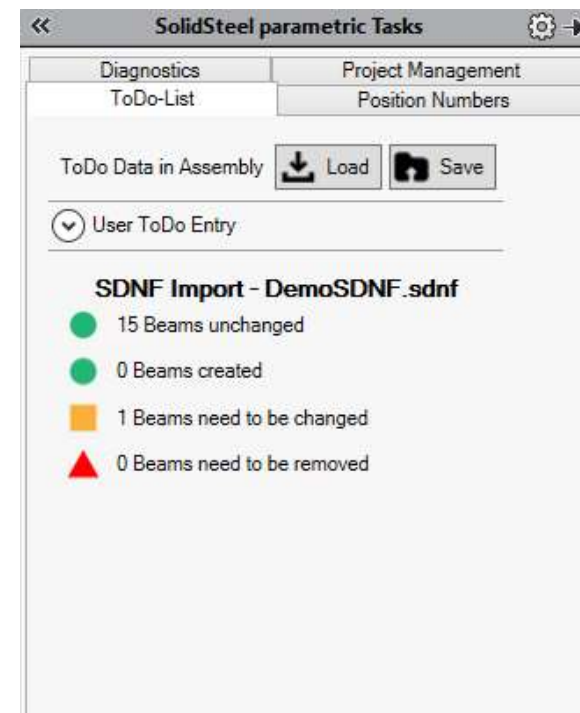 SolidSteel parametric Tasks
Diagnostics Project Management
ToDo-List Position Numbers
ToDo Data in Assembly Load Save
User ToDo Entry
SDNF Import - DemoSDNF.sdnf
15 Beams unchanged
0 Beams created
1 Beams need to be changed
0 Beams need to be removed